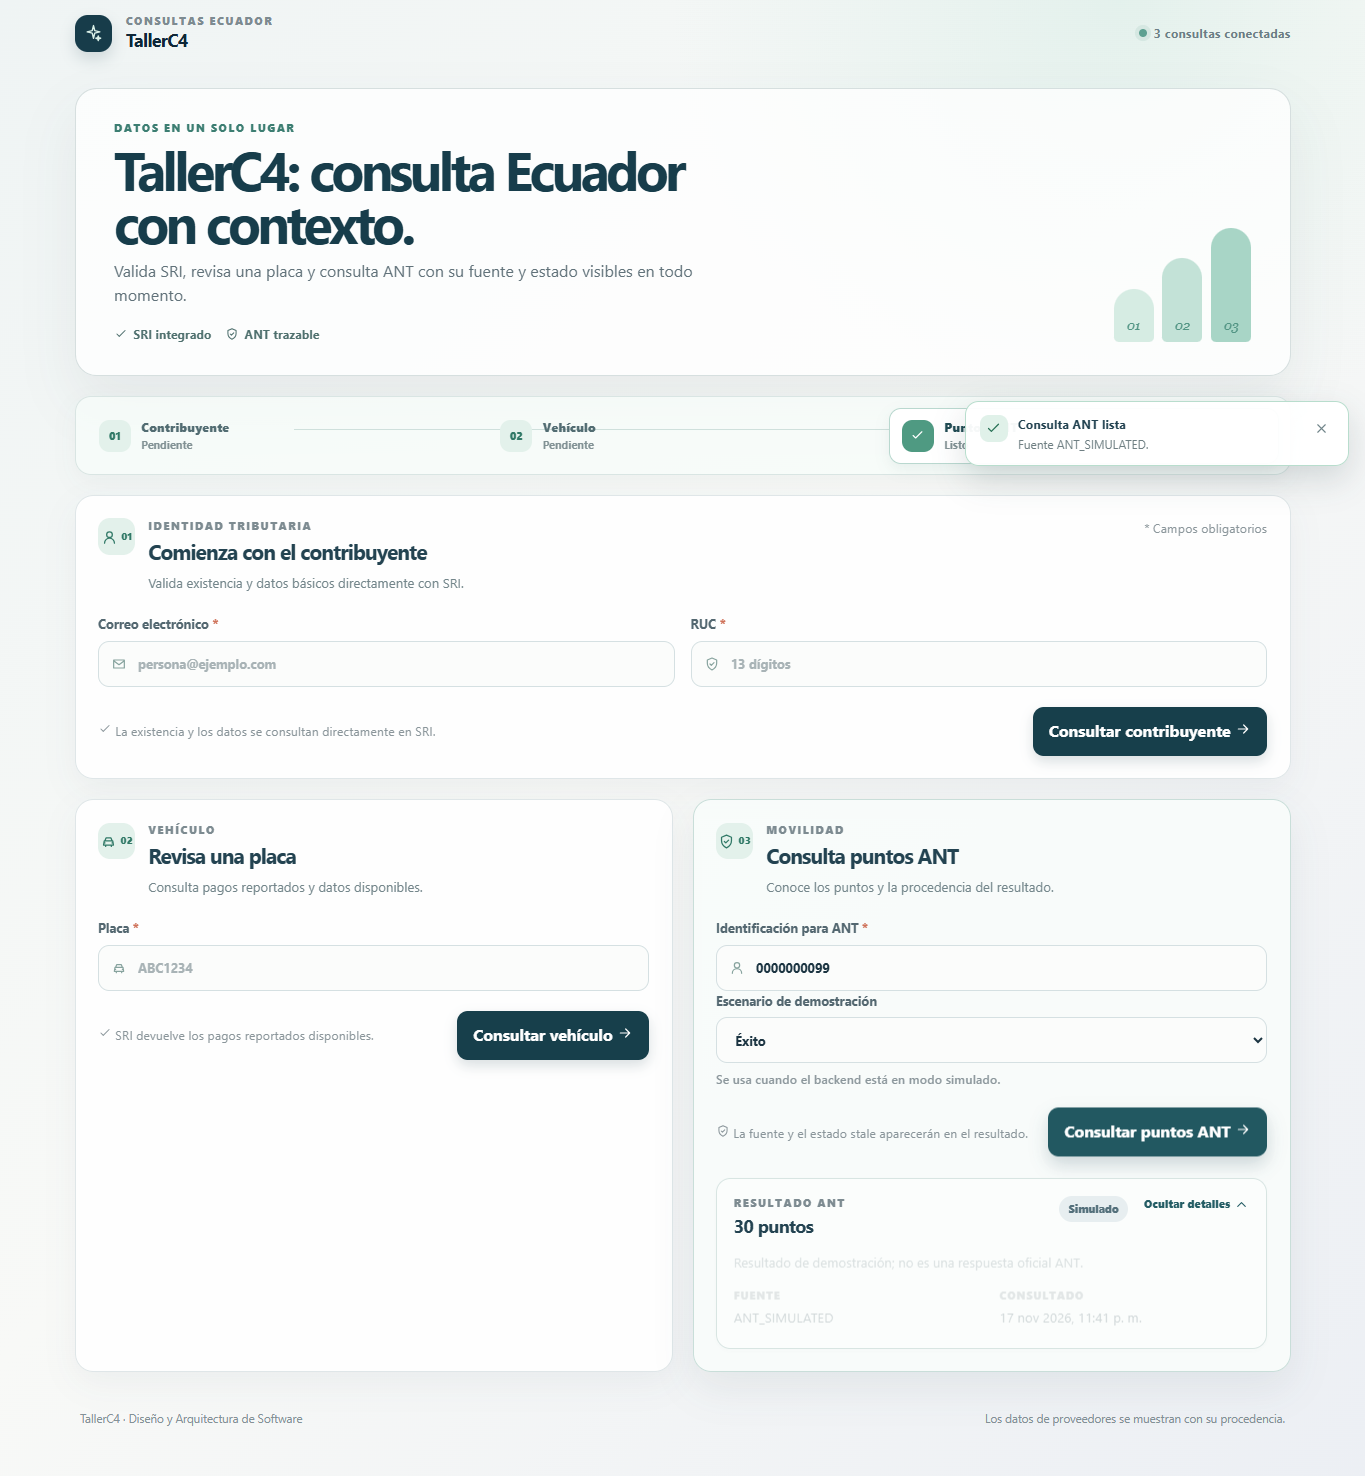 CONSULTAS ECUADOR
TallerC4
3 consultas conectadas
DATOS EN UN SOLO LUGAR
TallerC4: consulta Ecuador
con contexto.
Valida SRI, revisa una placa y consulta ANT con su fuente y estado visibles en todo
momento.
SRI integrado
ANT trazable
01
02
03
01
Contribuyente
Pendiente
02
Vehículo
Pendiente
Consulta ANT lista
Fuente ANT_SIMULATED.
01
IDENTIDAD TRIBUTARIA
Comienza con el contribuyente
Valida existencia y datos básicos directamente con SRI.
* Campos obligatorios
Correo electrónico *
persona@ejemplo.com
RUC *
13 dígitos
La existencia y los datos se consultan directamente en SRI.
Consultar contribuyente
02
VEHÍCULO
Revisa una placa
Consulta pagos reportados y datos disponibles.
Placa *
ABC1234
SRI devuelve los pagos reportados disponibles.
Consultar vehículo
03
MOVILIDAD
Consulta puntos ANT
Conoce los puntos y la procedencia del resultado.
Identificación para ANT *
0000000099
Escenario de demostración
Éxito
Se usa cuando el backend está en modo simulado.
La fuente y el estado stale aparecerán en el resultado.
Consultar puntos ANT
RESULTADO ANT
30 puntos
Simulado
Ocultar detalles
Resultado de demostración; no es una respuesta oficial ANT.
FUENTE
ANT_SIMULATED
CONSULTADO
17 nov 2026, 11:41 p. m.
TallerC4 · Diseño y Arquitectura de Software
Los datos de proveedores se muestran con su procedencia.